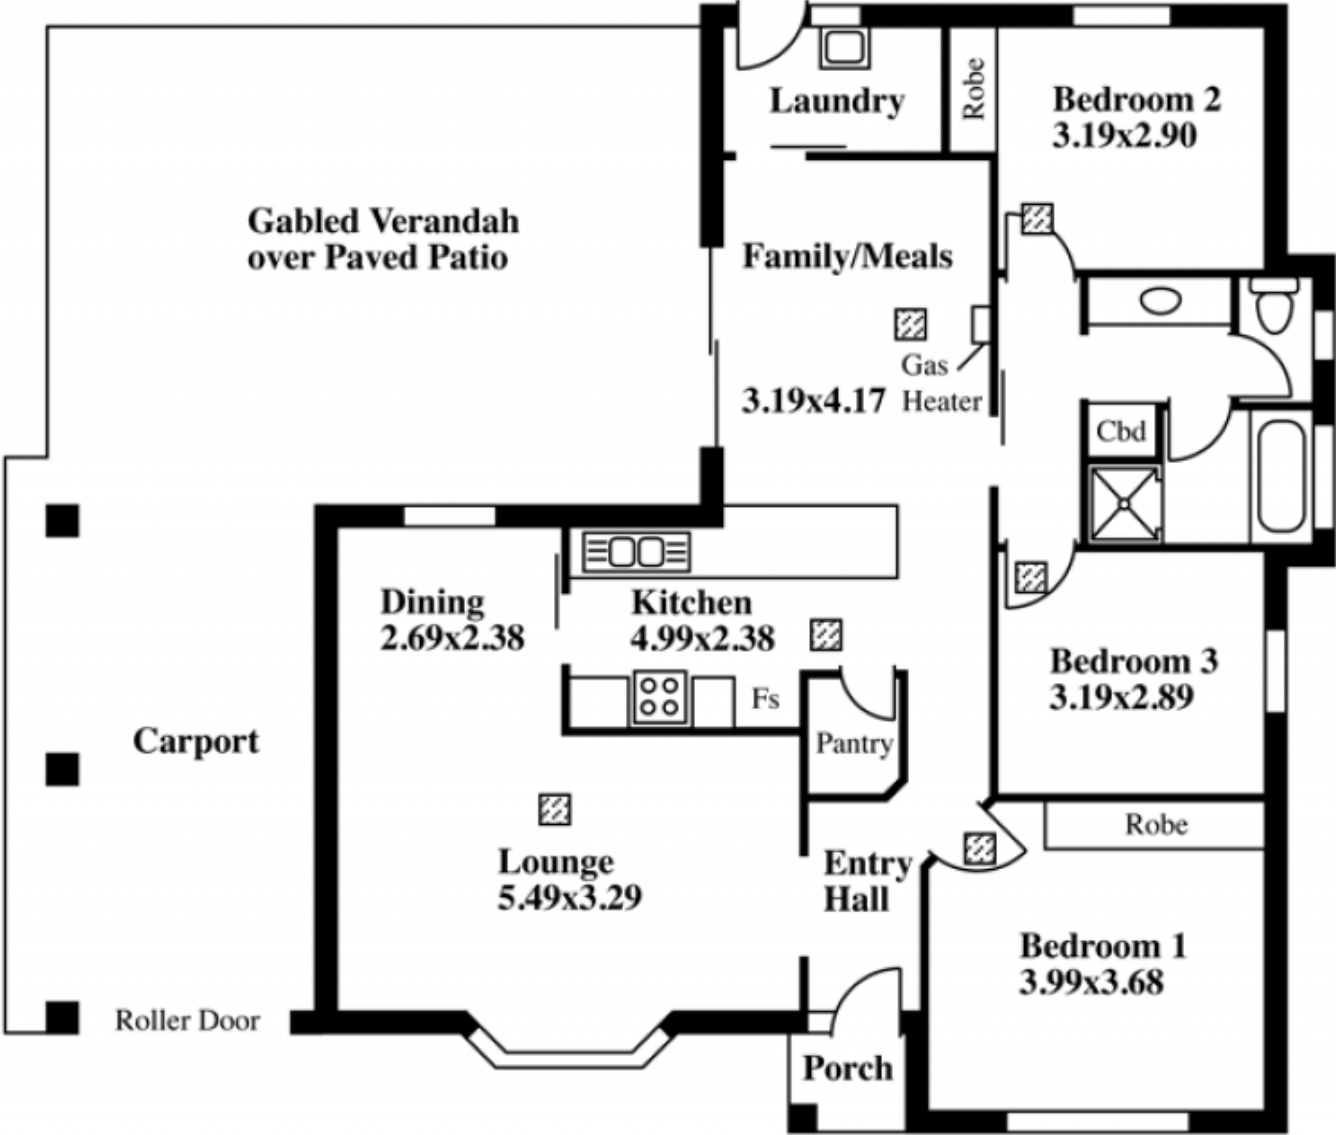 Laundry
Robe
Bedroom 2
3.19x2.90
Gabled Verandah
over Paved Patio
Family/Meals
Gas
Heater
3.19x4.17
Cbd
Dining
2.69x2.38
Kitchen
4.99x2.38
Fs
Pantry
Bedroom 3
3.19x2.89
Carport
Robe
Lounge
5.49x3.29
Entry
Hall
Bedroom 1
3.99x3.68
Roller Door
Porch